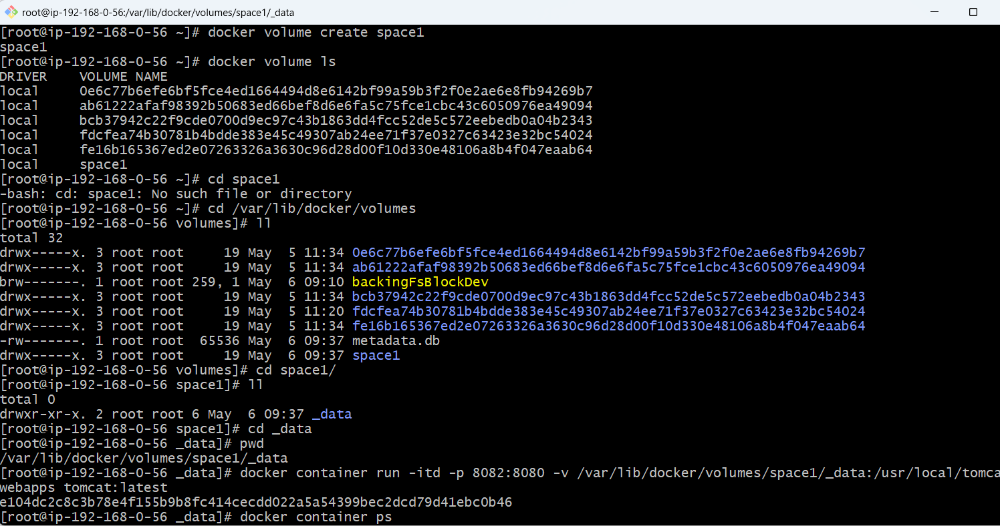 root@ip-192-168-0-56:/var/lib/docker/volumes/space1/_data
[root@ip-192-168-0-56 ~]# docker volume create space1
space1
[root@ip-192-168-0-56 ~]# docker volume ls
DRIVER    VOLUME NAME
local     0e6c77b6efe6bf5fce4ed1664494d8e6142bf99a59b3f2f0e2ae6e8fb94269b7
local     ab61222afaf98392b50683ed66bef8d6e6fa5c75fce1cbc43c6050976ea49094
local     bcb37942c22f9cde0700d9ec97c43b1863dd4fcc52de5c572eebedb0a04b2343
local     fdcfea74b30781b4bdde383e45c49307ab24ee71f37e0327c63423e32bc54024
local     fe16b165367ed2e07263326a3630c96d28d00f10d330e48106a8b4f047eaab64
local     space1
[root@ip-192-168-0-56 ~]# cd space1
-bash: cd: space1: No such file or directory
[root@ip-192-168-0-56 ~]# cd /var/lib/docker/volumes
[root@ip-192-168-0-56 volumes]# ll
total 32
drwx-----x. 3 root root     19 May  5 11:34 0e6c77b6efe6bf5fce4ed1664494d8e6142bf99a59b3f2f0e2ae6e8fb94269b7
drwx-----x. 3 root root     19 May  5 11:34 ab61222afaf98392b50683ed66bef8d6e6fa5c75fce1cbc43c6050976ea49094
brw-------. 1 root root 259, 1 May  6 09:10 backingFsBlockDev
drwx-----x. 3 root root     19 May  5 11:34 bcb37942c22f9cde0700d9ec97c43b1863dd4fcc52de5c572eebedb0a04b2343
drwx-----x. 3 root root     19 May  5 11:20 fdcfea74b30781b4bdde383e45c49307ab24ee71f37e0327c63423e32bc54024
drwx-----x. 3 root root     19 May  5 11:34 fe16b165367ed2e07263326a3630c96d28d00f10d330e48106a8b4f047eaab64
-rw-------. 1 root root  65536 May  6 09:37 metadata.db
drwx-----x. 3 root root     19 May  6 09:37 space1
[root@ip-192-168-0-56 volumes]# cd space1/
[root@ip-192-168-0-56 space1]# ll
total 0
drwxr-xr-x. 2 root root 6 May  6 09:37 _data
[root@ip-192-168-0-56 space1]# cd _data
[root@ip-192-168-0-56 _data]# pwd
/var/lib/docker/volumes/space1/_data
[root@ip-192-168-0-56 _data]# docker container run -itd -p 8082:8080 -v /var/lib/docker/volumes/space1/_data:/usr/local/tomca
webapps tomcat:latest
e104dc2c8c3b78e4f155b9b8fc414cecdd022a5a54399bec2dcd79d41ebc0b46
[root@ip-192-168-0-56 _data]# docker container ps